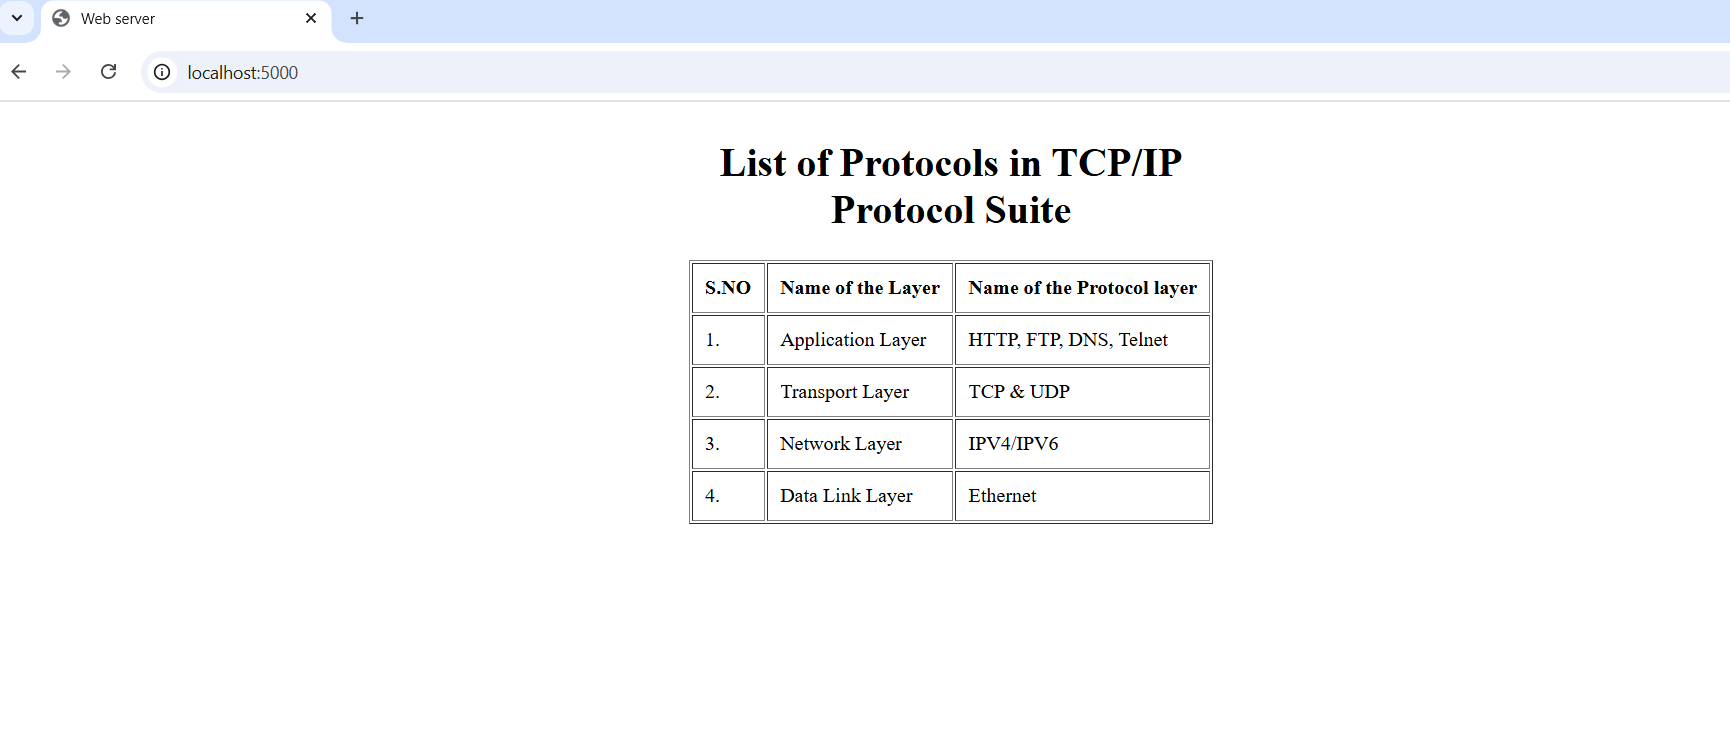 Web server
localhost:5000
List of Protocols in TCP/IP
Protocol Suite
S.NO Name of the Layer Name of the Protocol layer
1. Application Layer HTTP, FTP, DNS, Telnet
2. Transport Layer TCP & UDP
3. Network Layer IPV4/IPV6
4. Data Link Layer Ethernet